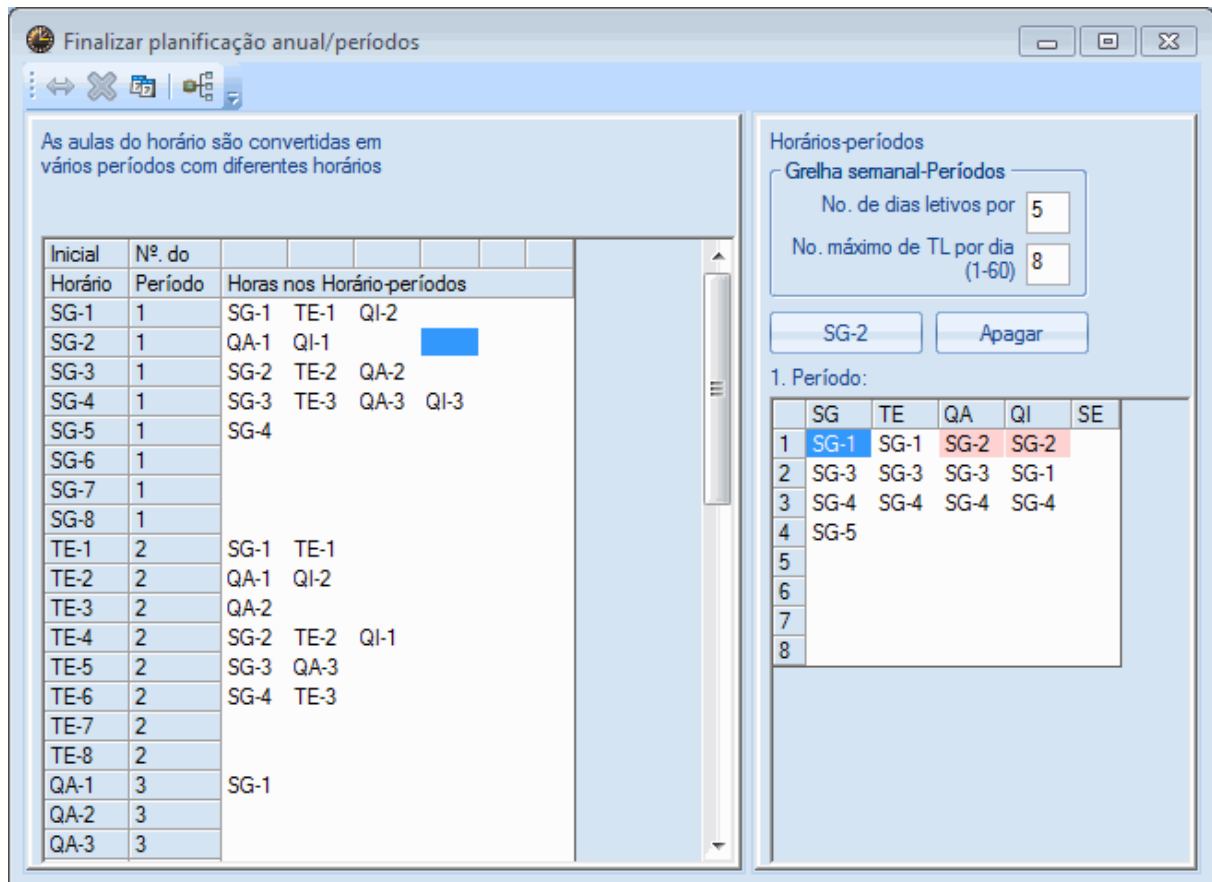 Finalizar planificação anual/períodos
As aulas do horário são convertidas em
vários períodos com diferentes horários
Inicial Nº. do
Horário Período Horas nos Horário-períodos
SG-1 1 SG-1 TE-1 QI-2
SG-2 1 QA-1 QI-1
SG-3 1 SG-2 TE-2 QA-2
SG-4 1 SG-3 TE-3 QA-3 QI-3
SG-5 1 SG-4
SG-6 1
SG-7 1
SG-8 1
TE-1 2 SG-1 TE-1
TE-2 2 QA-1 QI-2
TE-3 2 QA-2
TE-4 2 SG-2 TE-2 QI-1
TE-5 2 SG-3 QA-3
TE-6 2 SG-4 TE-3
TE-7 2
TE-8 2
QA-1 3 SG-1
QA-2 3
QA-3 3
Horários-períodos
Grelha semanal-Períodos
No. de dias letivos por 5
No. máximo de TL por dia
(1-60) 8
SG-2 Apagar
1. Período:
SG TE QA QI SE
1 SG-1 SG-1 SG-2 SG-2
2 SG-3 SG-3 SG-3 SG-1
3 SG-4 SG-4 SG-4 SG-4
4 SG-5
5
6
7
8